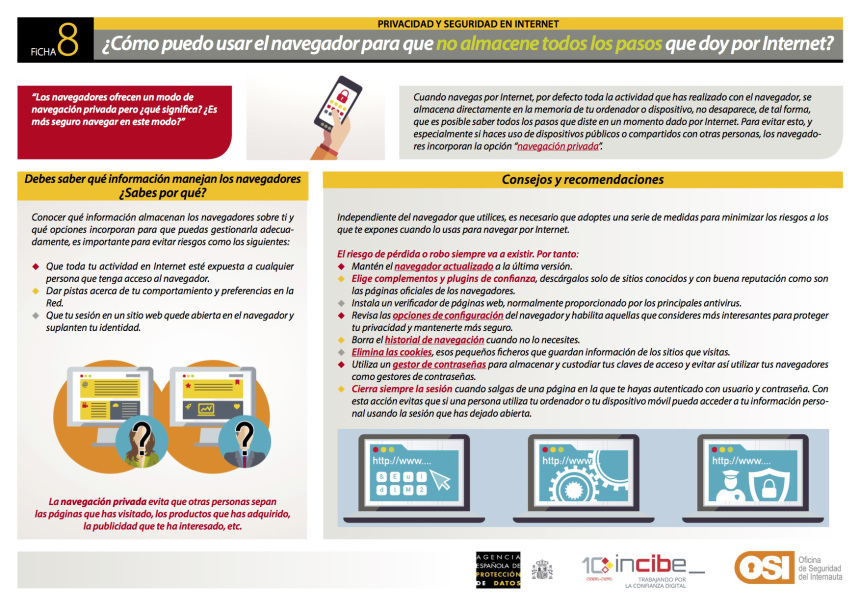 PRIVACIDAD Y SEGURIDAD EN INTERNET
FICHA 8
¿Cómo puedo usar el navegador para que no almacene todos los pasos que doy por Internet?
“Los navegadores ofrecen un modo de
navegación privada pero ¿qué significa? ¿Es
más seguro navegar en este modo?”
Cuando navegas por Internet, por defecto toda la actividad que has realizado con el navegador, se
almacena directamente en la memoria de tu ordenador o dispositivo, no desaparece, de tal forma,
que es posible saber todos los pasos que diste en un momento dado por Internet. Para evitar esto, y
especialmente si haces uso de dispositivos públicos o compartidos con otras personas, los navegado-
res incorporan la opción “navegación privada”.
Debes saber qué información manejan los navegadores
¿Sabes por qué?
Conocer qué información almacenan los navegadores sobre ti y
qué opciones incorporan para que puedas gestionarla adecua-
damente, es importante para evitar riesgos como los siguientes:
Que toda tu actividad en Internet esté expuesta a cualquier
persona que tenga acceso al navegador.
Dar pistas acerca de tu comportamiento y preferencias en la
Red.
Que tu sesión en un sitio web quede abierta en el navegador y
suplanten tu identidad.
? ?
La navegación privada evita que otras personas sepan
las páginas que has visitado, los productos que has adquirido,
la publicidad que te ha interesado, etc.
Consejos y recomendaciones
Independiente del navegador que utilices, es necesario que adoptes una serie de medidas para minimizar los riesgos a los
que te expones cuando lo usas para navegar por Internet.
El riesgo de pérdida o robo siempre va a existir. Por tanto:
Mantén el navegador actualizado a la última versión.
Elige complementos y plugins de confianza, descárgalos solo de sitios conocidos y con buena reputación como son
las páginas oficiales de los navegadores.
Instala un verificador de páginas web, normalmente proporcionado por los principales antivirus.
Revisa las opciones de configuración del navegador y habilita aquellas que consideres más interesantes para proteger
tu privacidad y mantenerte más seguro.
Borra el historial de navegación cuando no lo necesites.
Elimina las cookies, esos pequeños ficheros que guardan información de los sitios que visitas.
Utiliza un gestor de contraseñas para almacenar y custodiar tus claves de acceso y evitar así utilizar tus navegadores
como gestores de contraseñas.
Cierra siempre la sesión cuando salgas de una página en la que te hayas autenticado con usuario y contraseña. Con
esta acción evitas que si una persona utiliza tu ordenador o tu dispositivo móvil pueda acceder a tu información perso-
nal usando la sesión que has dejado abierta.
http://www....
http://www....
http://www....
AGENCIA
ESPAÑOLA DE
PROTECCIÓN
DE DATOS
10 incibe_
TRABAJANDO POR
LA CONFIANZA DIGITAL
OSI
Oficina
de Seguridad
del Internauta